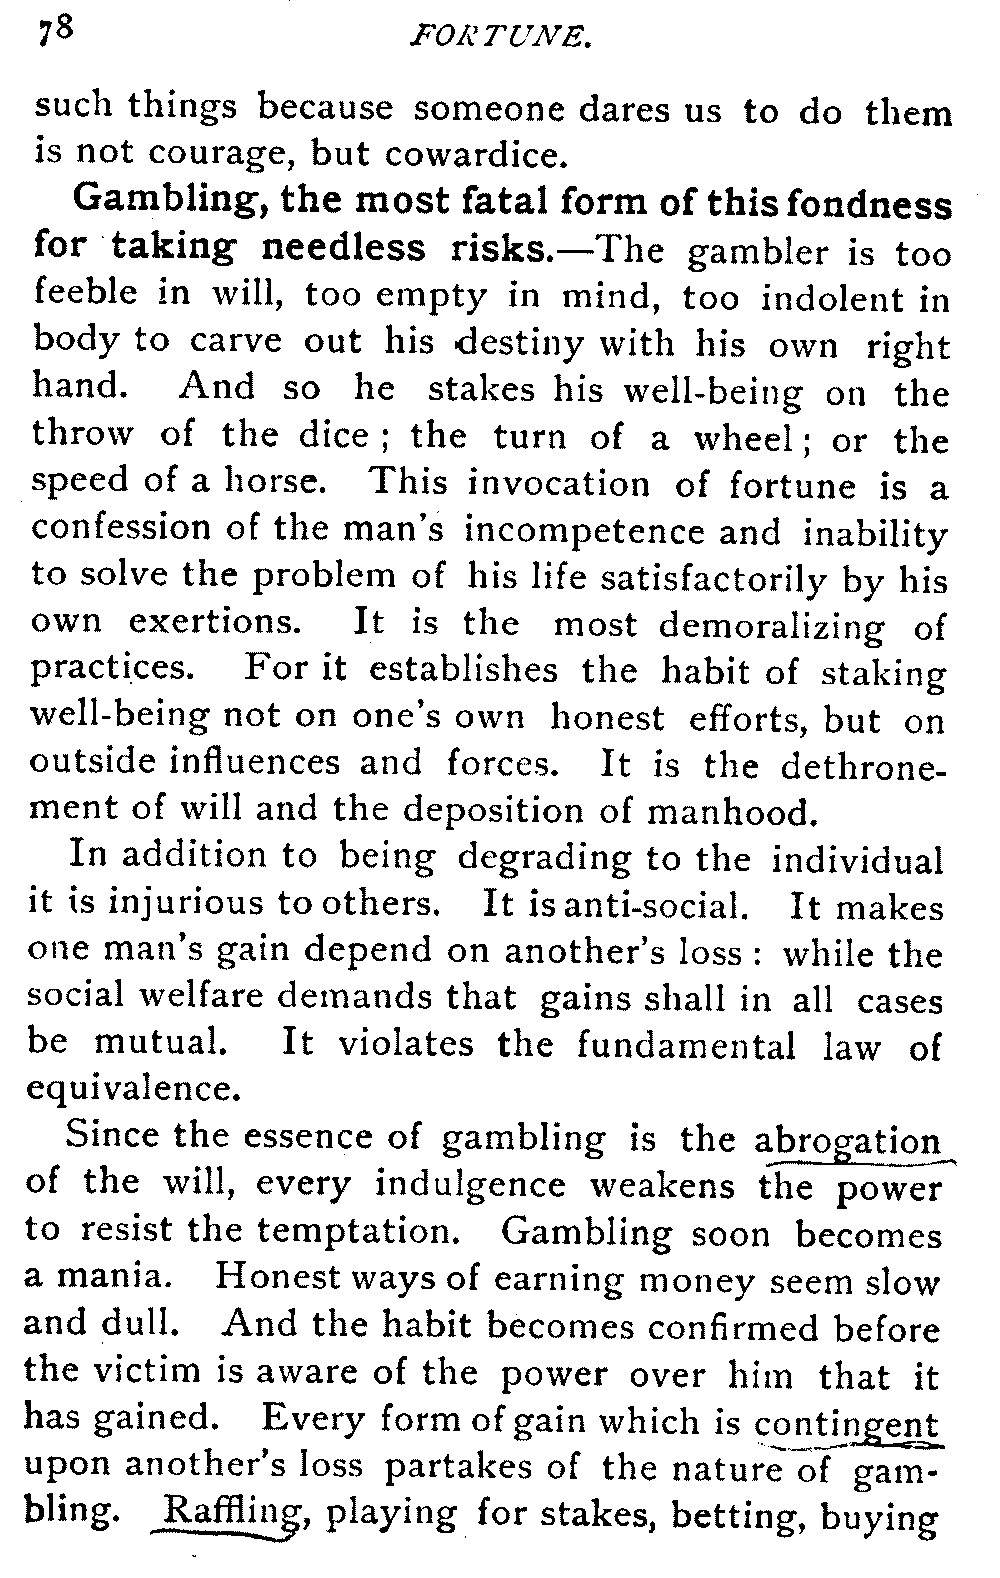 78 FORTUNE.
such things because someone dares us to do them
is not courage, but cowardice.
Gambling, the most fatal form of this fondness
for taking needless risks.—The gambler is too
feeble in will, too empty in mind, too indolent in
body to carve out his destiny with his own right
hand. And so he stakes his well-being on the
throw of the dice ; the turn of a wheel ; or the
speed of a horse. This invocation of fortune is a
confession of the man's incompetence and inability
to solve the problem of his life satisfactorily by his
own exertions. It is the most demoralizing of
practices. For it establishes the habit of staking
well-being not on one's own honest efforts, but on
outside influences and forces. It is the dethrone-
ment of will and the deposition of manhood.
In addition to being degrading to the individual
it is injurious to others. It is anti-social. It makes
one man's gain depend on another's loss : while the
social welfare demands that gains shall in all cases
be mutual. It violates the fundamental law of
equivalence.
Since the essence of gambling is the abrogation
of the will, every indulgence weakens the power
to resist the temptation. Gambling soon becomes
a mania. Honest ways of earning money seem slow
and dull. And the habit becomes confirmed before
the victim is aware of the power over him that it
has gained. Every form of gain which is contingent
upon another's loss partakes of the nature of gam-
bling. Raffling, playing for stakes, betting, buying